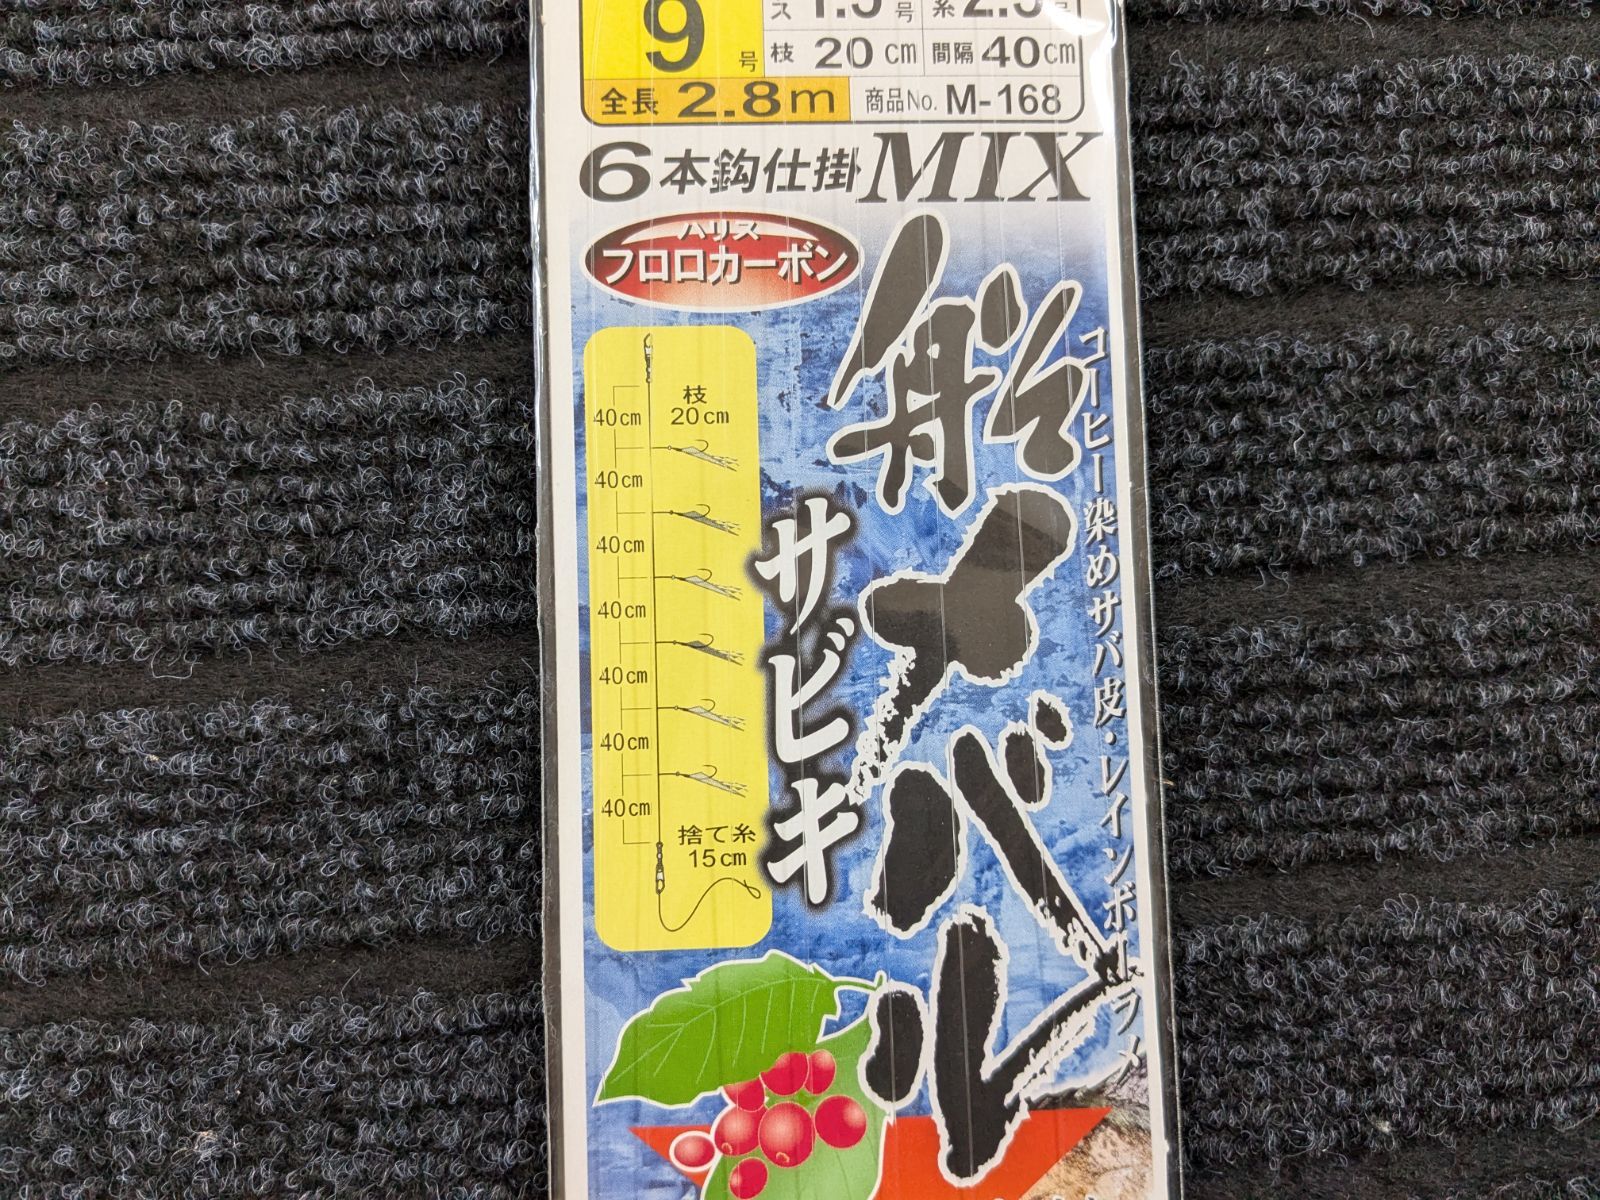 9号
枝 20cm 間隔 40cm
全長 2.8m 商品No. M-168
6本鈎仕掛MIX
ハリス
フロロカーボン
船スバル
サビキ
コーヒー染めサバ皮・レインボーラメ
枝
20cm
40cm
40cm
40cm
40cm
40cm
40cm
40cm
捨て糸
15cm